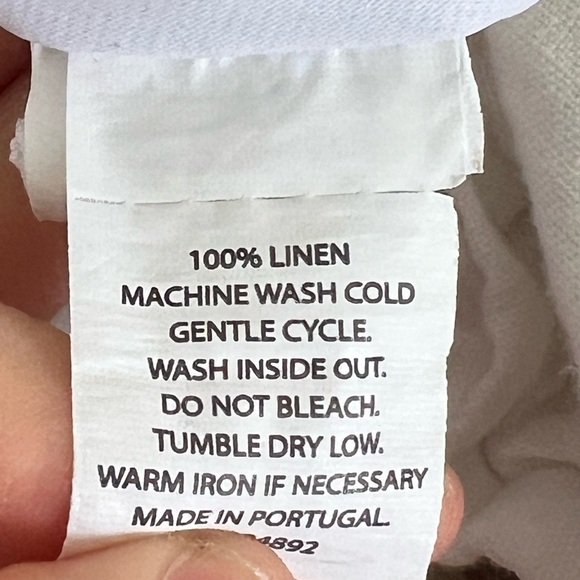 100% LINEN
MACHINE WASH COLD
GENTLE CYCLE.
WASH INSIDE OUT.
DO NOT BLEACH.
TUMBLE DRY LOW.
WARM IRON IF NECESSARY
MADE IN PORTUGAL.